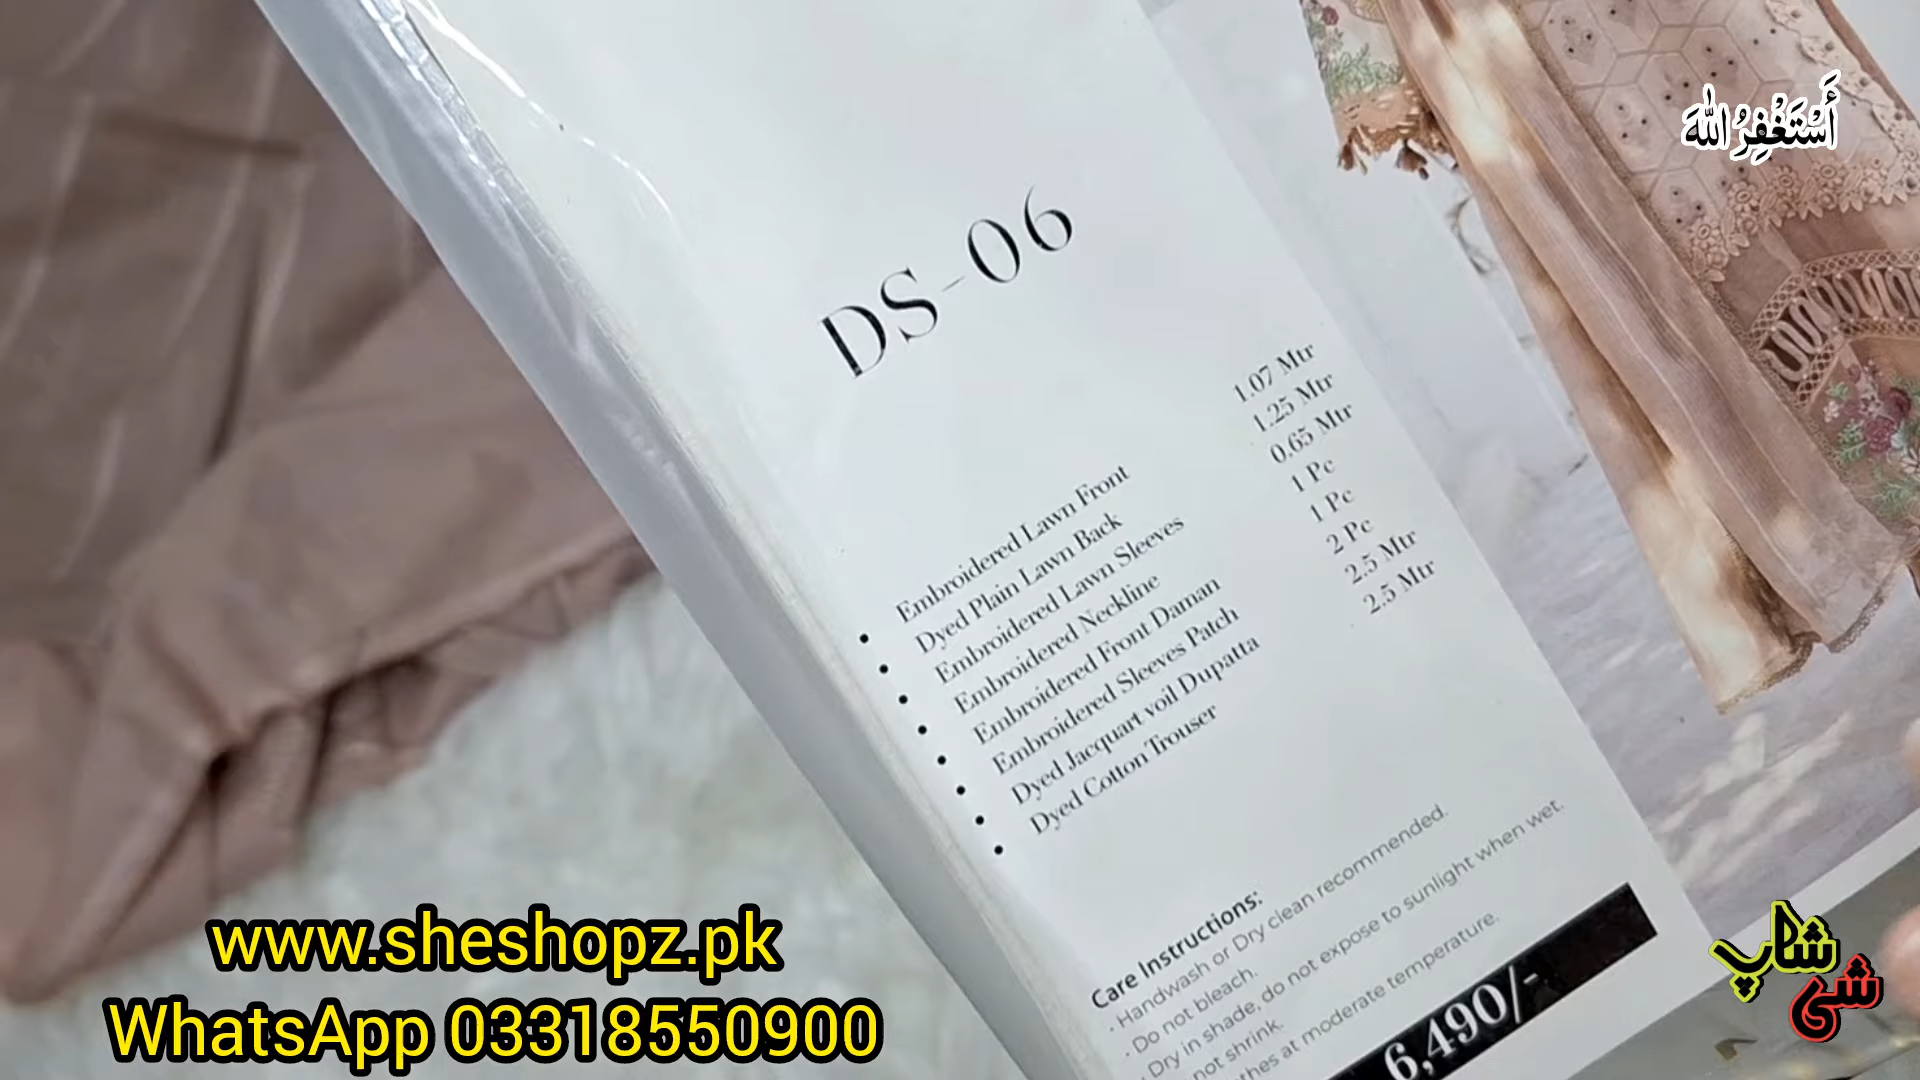 أَسْتَغْفِرُ اللّٰهَ
DS-06
Embroidered Lawn Front 1.07 Mtr
Dyed Plain Lawn Back 1.25 Mtr
Embroidered Lawn Sleeves 0.65 Mtr
Embroidered Neckline 1 Pc
Embroidered Front Daman 1 Pc
Embroidered Sleeves Patch 2 Pc
Dyed Jacquart voil Dupatta 2.5 Mtr
Dyed Cotton Trouser 2.5 Mtr
Care Instructions:
· Handwash or Dry clean recommended.
· Do not bleach.
· Dry in shade, do not expose to sunlight when wet.
not shrink.
at moderate temperature.
6,490/-
www.sheshopz.pk
WhatsApp 03318550900
شی شاپ